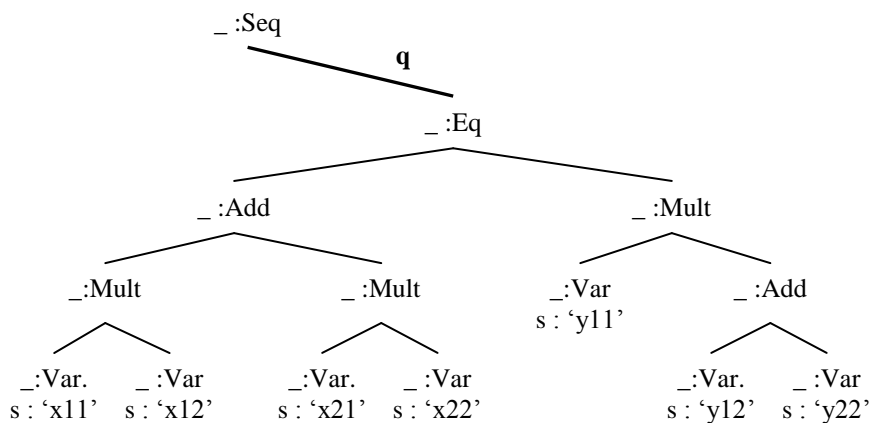 _ :Seq
q
_ :Eq
_ :Add _ :Mult
_:Mult _ :Mult _:Var _ :Add
s : ‘y11’
_:Var. _ :Var _:Var. _ :Var _:Var. _ :Var
s : ‘x11’ s : ‘x12’ s : ‘x21’ s : ‘x22’ s : ‘y12’ s : ‘y22’